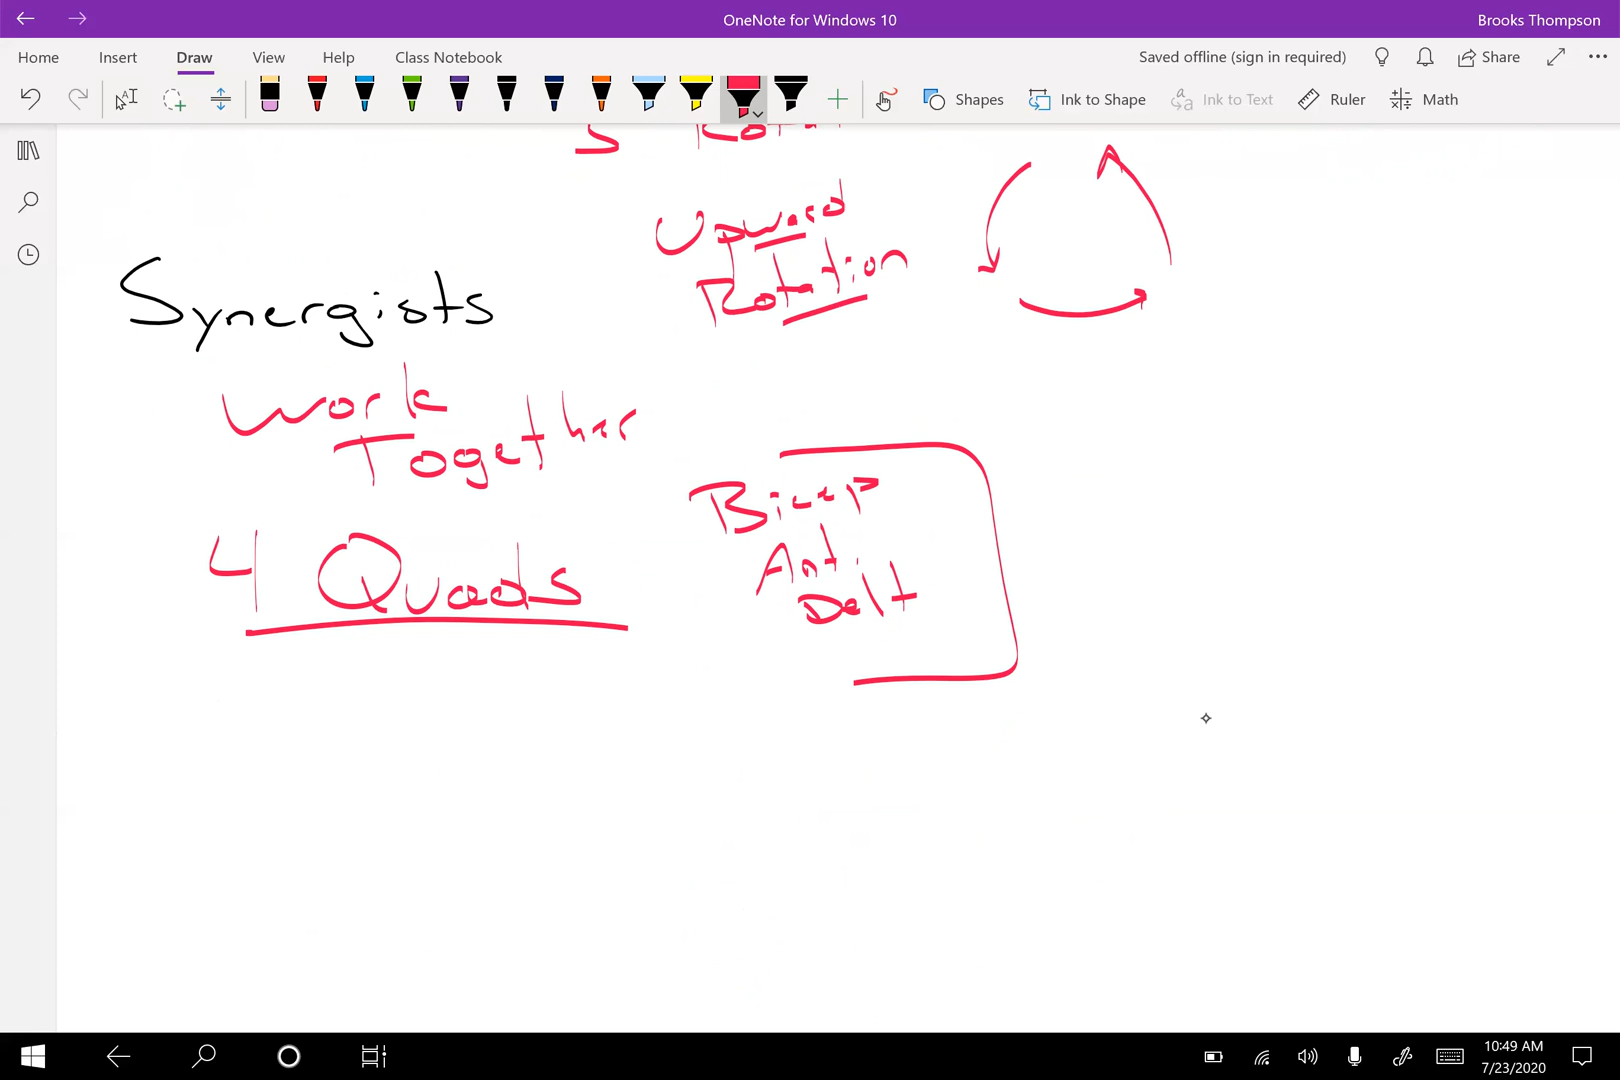 OneNote for Windows 10
Brooks Thompson
Home Insert Draw View Help Class Notebook
Saved offline (sign in required) Share
Shapes Ink to Shape Ink to Text Ruler Math
Upward
Rotation
Synergists
Work
Together
4 Quads
Bicep
Ant.
Delt
10:49 AM
7/23/2020